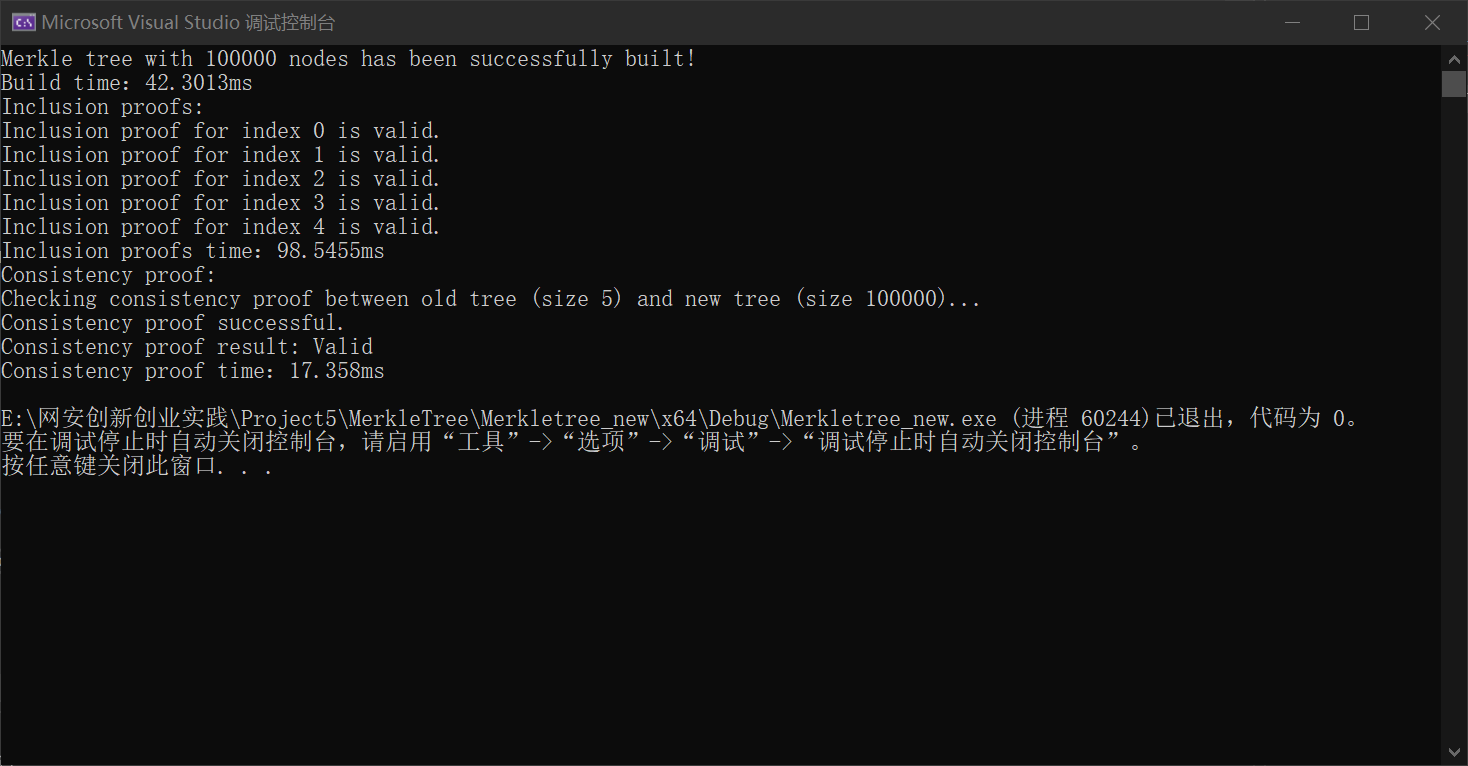 Microsoft Visual Studio 调试控制台
Merkle tree with 100000 nodes has been successfully built!
Build time: 42.3013ms
Inclusion proofs:
Inclusion proof for index 0 is valid.
Inclusion proof for index 1 is valid.
Inclusion proof for index 2 is valid.
Inclusion proof for index 3 is valid.
Inclusion proof for index 4 is valid.
Inclusion proofs time: 98.5455ms
Consistency proof:
Checking consistency proof between old tree (size 5) and new tree (size 100000)...
Consistency proof successful.
Consistency proof result: Valid
Consistency proof time: 17.358ms
E:\网安创新创业实践\Project5\MerkleTree\Merkletree_new\x64\Debug\Merkletree_new.exe (进程 60244)已退出，代码为 0。
要在调试停止时自动关闭控制台，请启用“工具”->“选项”->“调试”->“调试停止时自动关闭控制台”。
按任意键关闭此窗口. . .